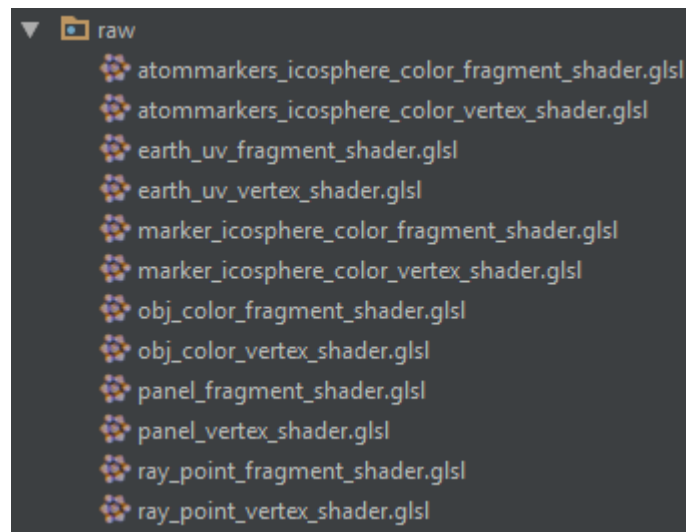 raw
atommarkers_icosphere_color_fragment_shader.glsl
atommarkers_icosphere_color_vertex_shader.glsl
earth_uv_fragment_shader.glsl
earth_uv_vertex_shader.glsl
marker_icosphere_color_fragment_shader.glsl
marker_icosphere_color_vertex_shader.glsl
obj_color_fragment_shader.glsl
obj_color_vertex_shader.glsl
panel_fragment_shader.glsl
panel_vertex_shader.glsl
ray_point_fragment_shader.glsl
ray_point_vertex_shader.glsl